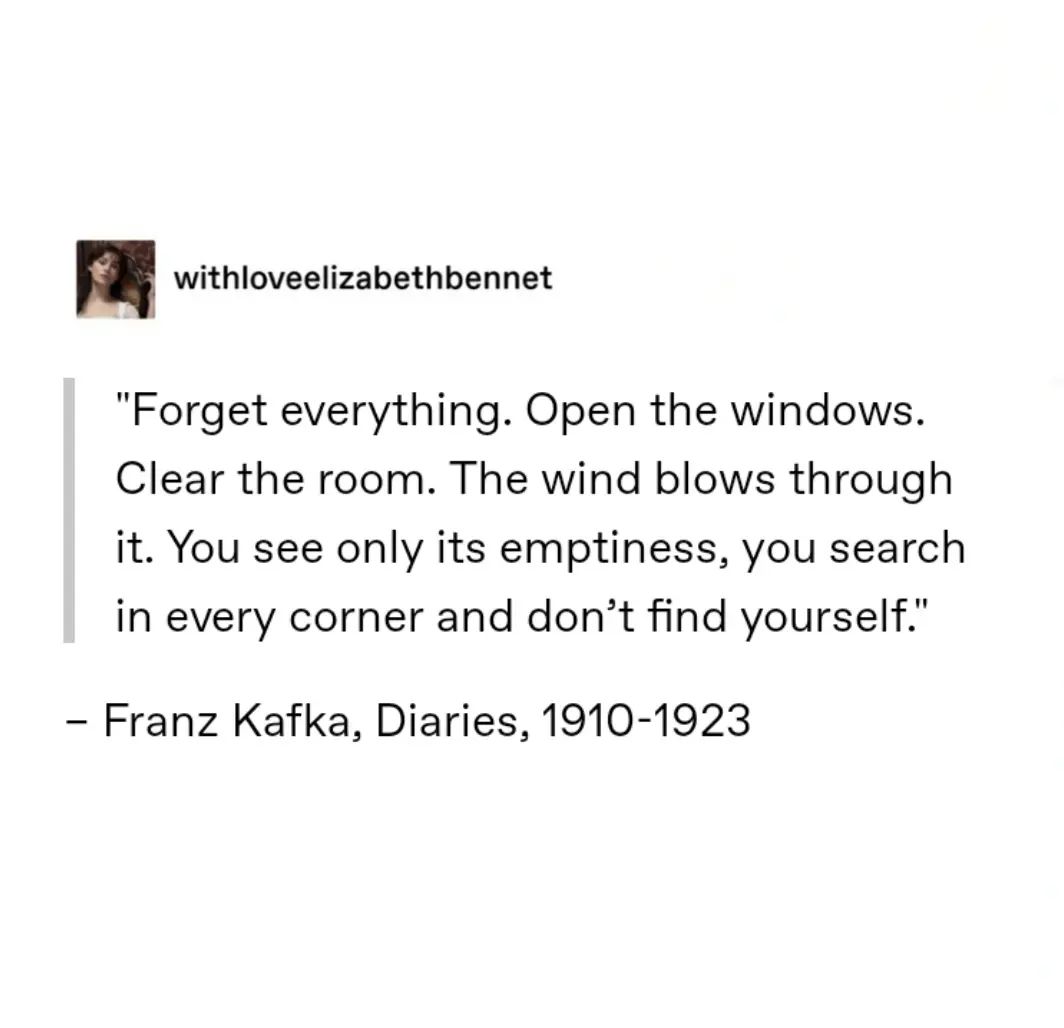 withloveelizabethbennet
"Forget everything. Open the windows.
Clear the room. The wind blows through
it. You see only its emptiness, you search
in every corner and don’t find yourself."
– Franz Kafka, Diaries, 1910-1923